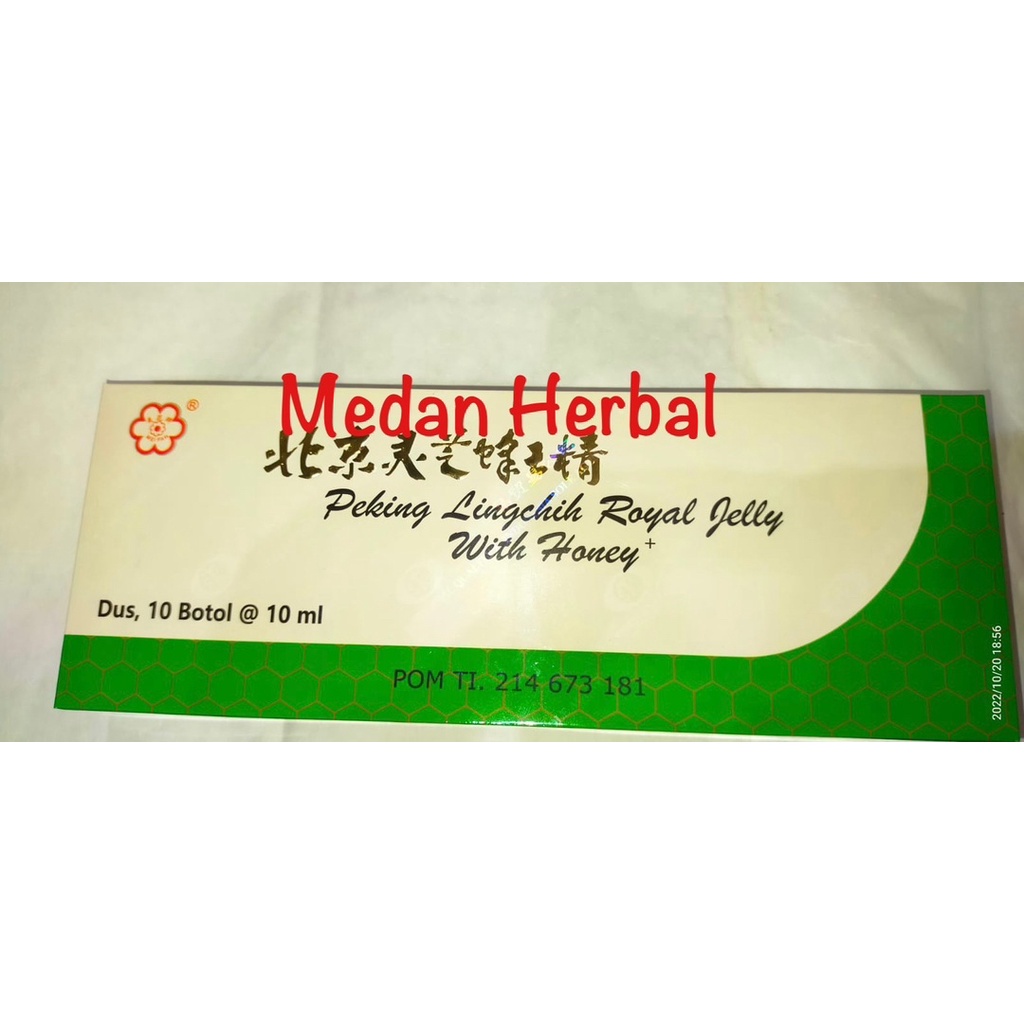 ®
Medan Herbal
北京灵芝蜂王精
Peking Lingchih Royal Jelly
With Honey+
Dus, 10 Botol @ 10 ml
POM TI. 214 673 181
2022/10/20 18:56